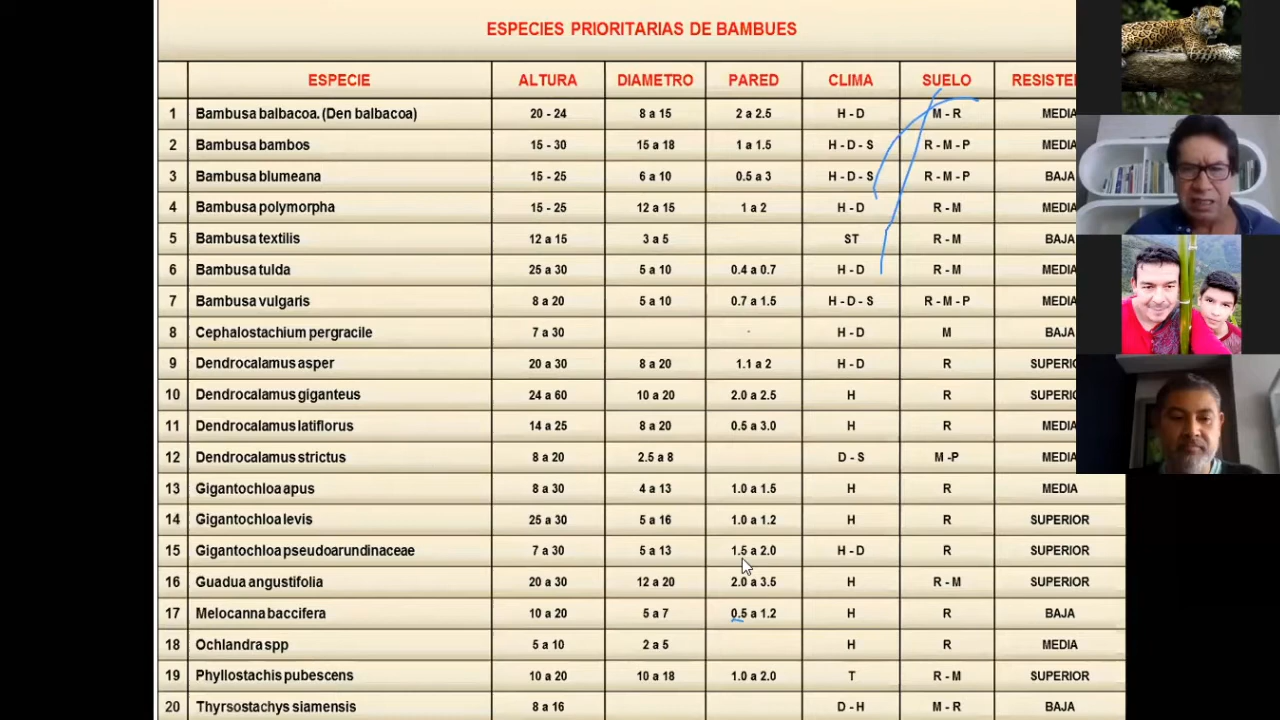 ESPECIES PRIORITARIAS DE BAMBUES
ESPECIE ALTURA DIAMETRO PARED CLIMA SUELO
1 Bambusa balbacoa. (Den balbacoa) 20 - 24 8 a 15 2 a 2.5 H - D M - R MEDIA
2 Bambusa bambos 15 - 30 15 a 18 1 a 1.5 H - D - S R - M - P MEDIA
3 Bambusa blumeana 15 - 25 6 a 10 0.5 a 3 H - D - S R - M - P BAJA
4 Bambusa polymorpha 15 - 25 12 a 15 1 a 2 H - D R - M MEDIA
5 Bambusa textilis 12 a 15 3 a 5 ST R - M BAJA
6 Bambusa tulda 25 a 30 5 a 10 0.4 a 0.7 H - D R - M MEDIA
7 Bambusa vulgaris 8 a 20 5 a 10 0.7 a 1.5 H - D - S R - M - P MEDIA
8 Cephalostachium pergracile 7 a 30 H - D M BAJA
9 Dendrocalamus asper 20 a 30 8 a 20 1.1 a 2 H - D R
10 Dendrocalamus giganteus 24 a 60 10 a 20 2.0 a 2.5 H R
11 Dendrocalamus latiflorus 14 a 25 8 a 20 0.5 a 3.0 H R MEDIA
12 Dendrocalamus strictus 8 a 20 2.5 a 8 D - S M -P MEDIA
13 Gigantochloa apus 8 a 30 4 a 13 1.0 a 1.5 H R MEDIA
14 Gigantochloa levis 25 a 30 5 a 16 1.0 a 1.2 H R SUPERIOR
15 Gigantochloa pseudoarundinaceae 7 a 30 5 a 13 1.5 a 2.0 H - D R SUPERIOR
16 Guadua angustifolia 20 a 30 12 a 20 2.0 a 3.5 H R - M SUPERIOR
17 Melocanna baccifera 10 a 20 5 a 7 0.5 a 1.2 H R BAJA
18 Ochlandra spp 5 a 10 2 a 5 H R MEDIA
19 Phyllostachis pubescens 10 a 20 10 a 18 1.0 a 2.0 T R - M SUPERIOR
20 Thyrsostachys siamensis 8 a 16 D - H M - R BAJA